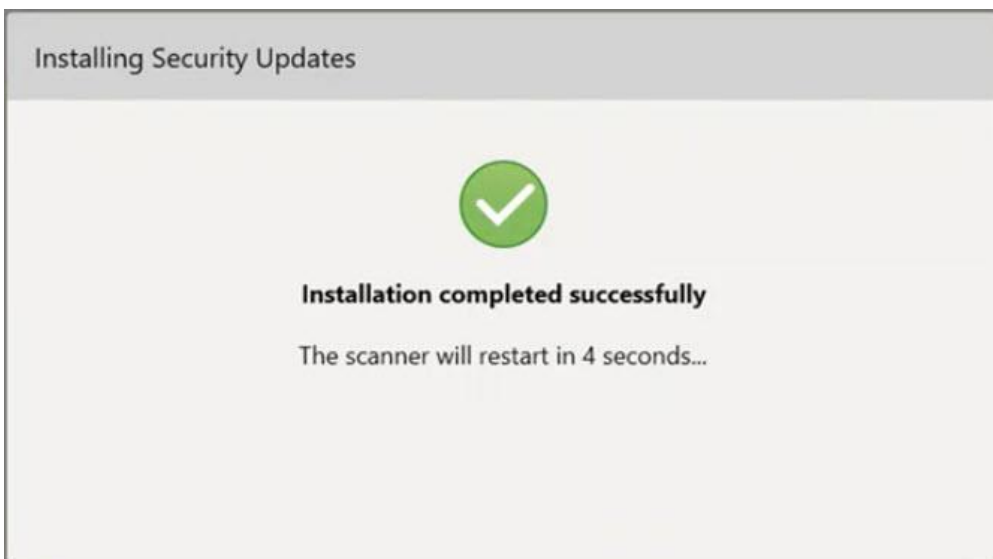 Installing Security Updates
Installation completed successfully
The scanner will restart in 4 seconds...